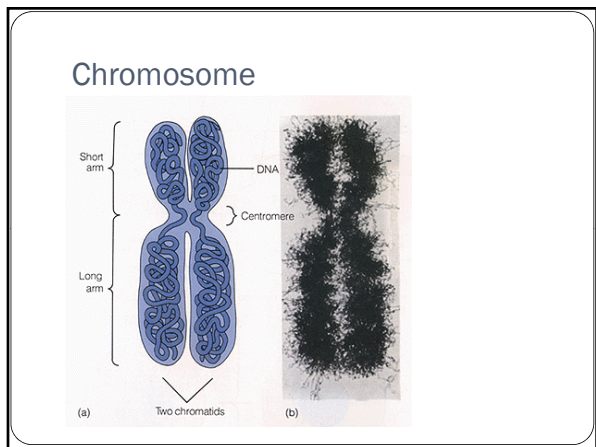 Chromosome
Short
arm
DNA
Centromere
Long
arm
(a)
Two chromatids
(b)